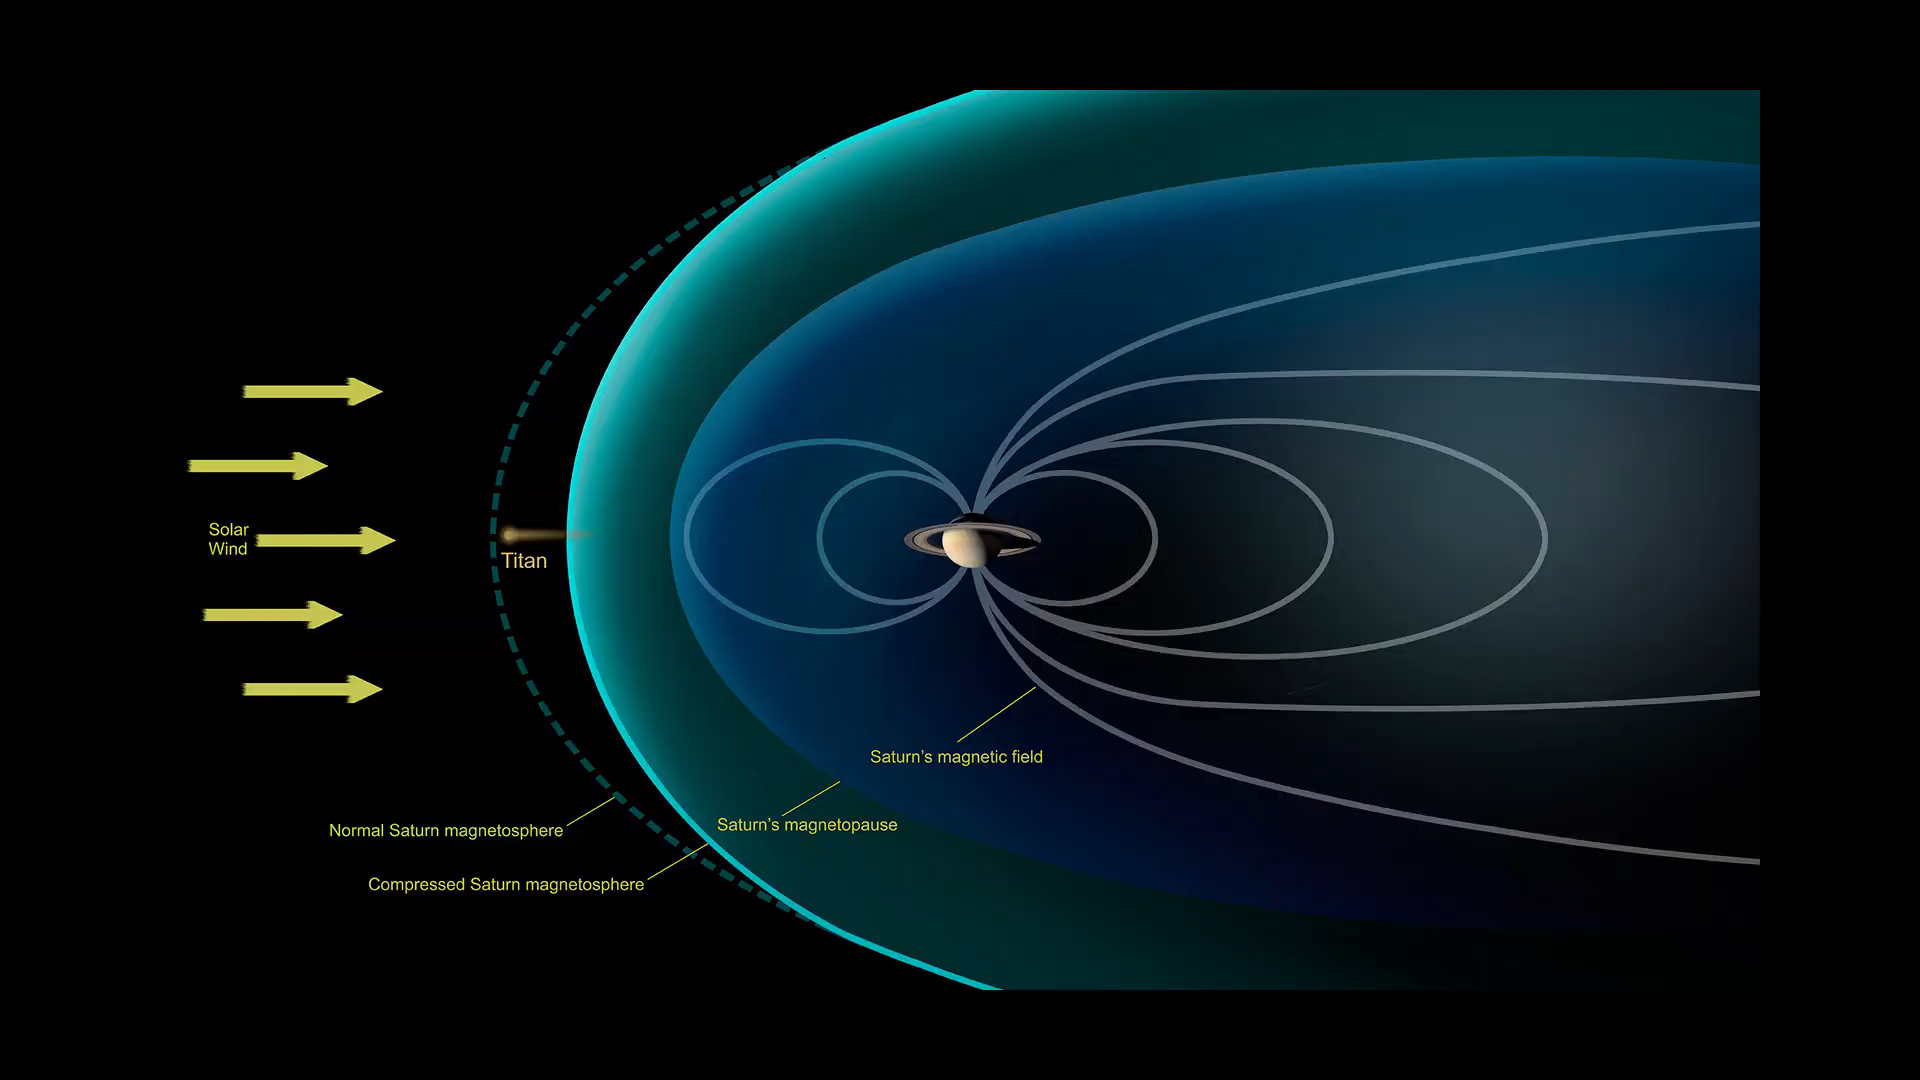 Solar
Wind
Titan
Saturn's magnetic field
Saturn's magnetopause
Normal Saturn magnetosphere
Compressed Saturn magnetosphere